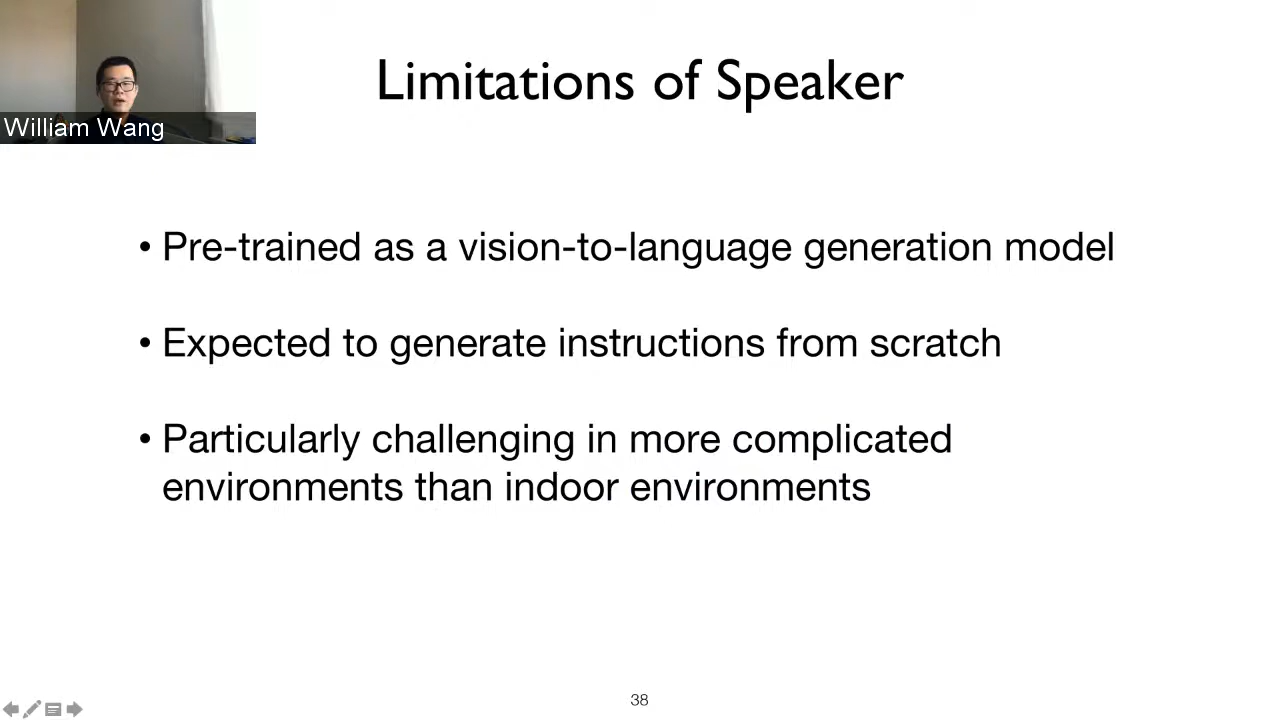 Limitations of Speaker
William Wang
• Pre-trained as a vision-to-language generation model
• Expected to generate instructions from scratch
• Particularly challenging in more complicated
environments than indoor environments
38